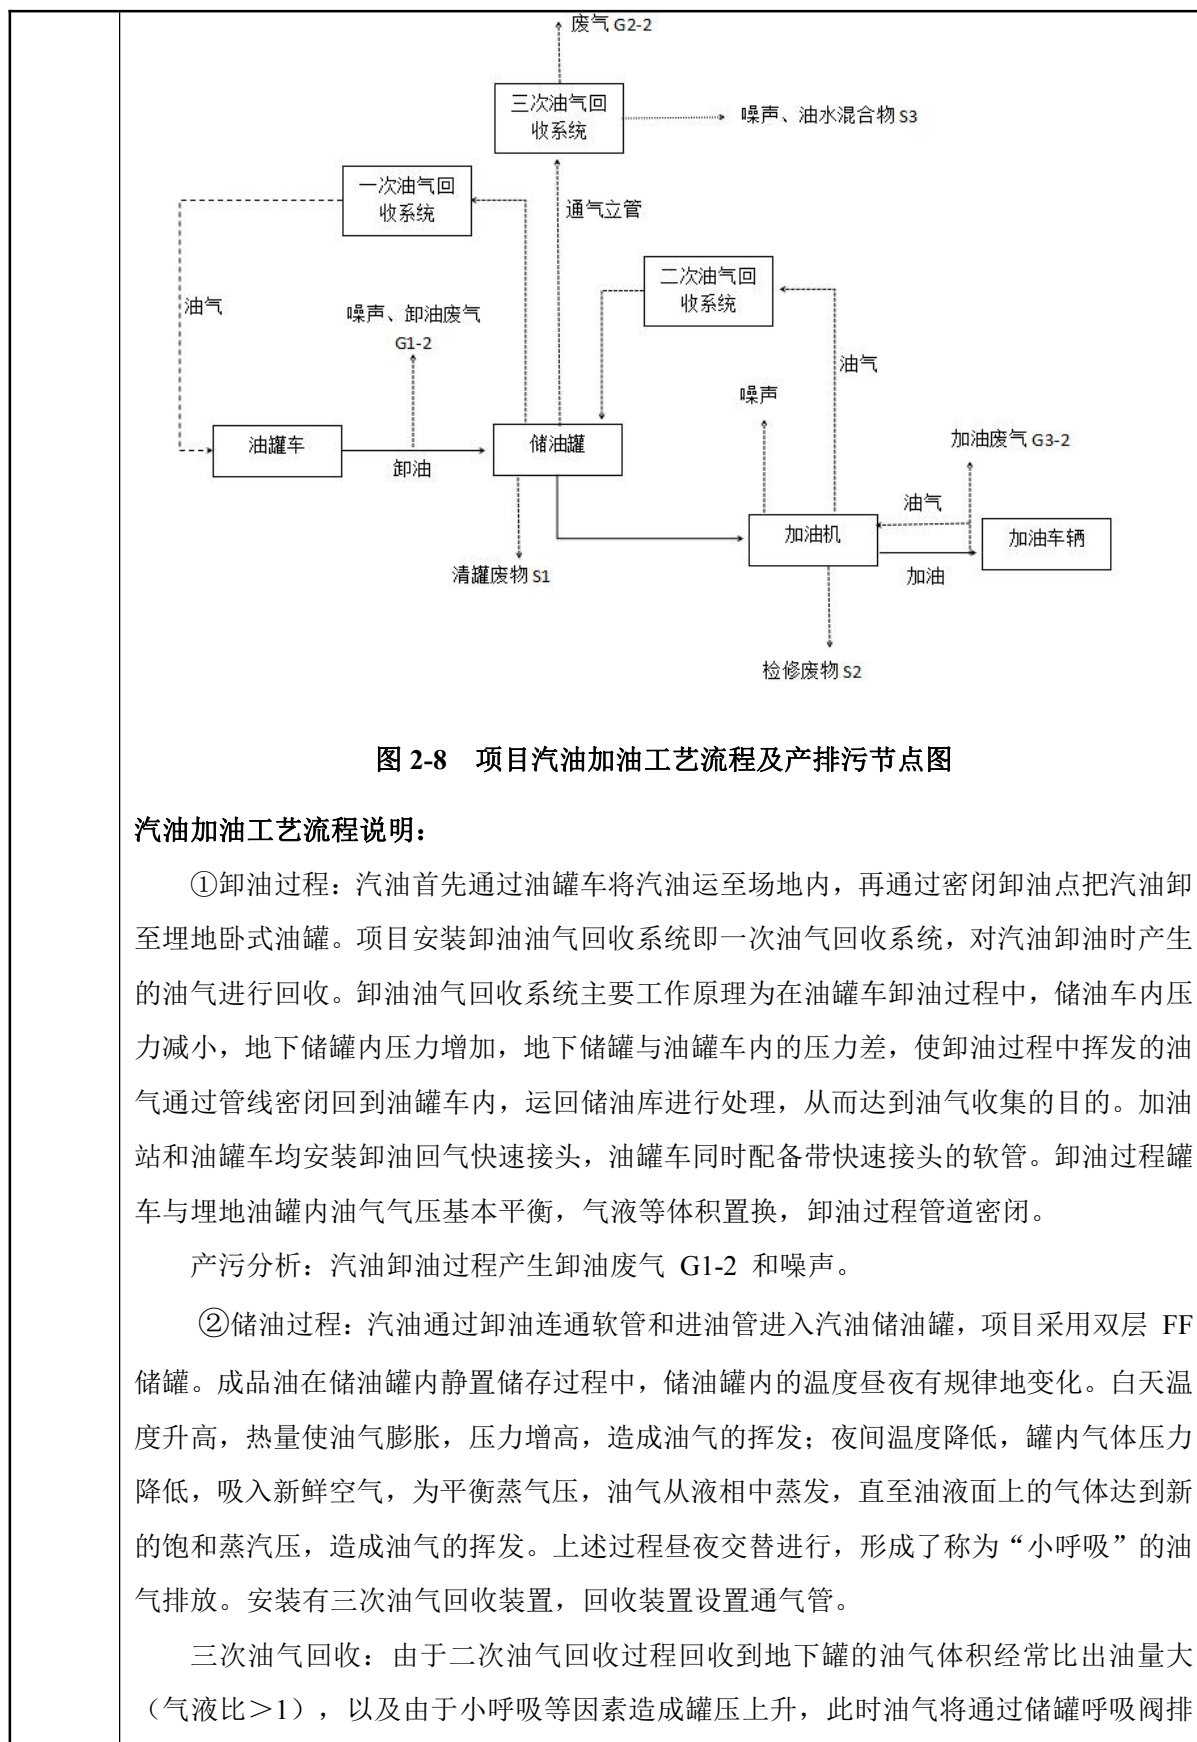 废气 G2-2
三次油气回
收系统
噪声、油水混合物 S3
一次油气回
收系统
通气立管
二次油气回
收系统
油气
噪声、卸油废气
G1-2
油气
噪声
加油废气 G3-2
油罐车
卸油
储油罐
油气
加油机
加油车辆
加油
清罐废物 S1
检修废物 S2
图 2-8 项目汽油加油工艺流程及产排污节点图
汽油加油工艺流程说明：
①卸油过程：汽油首先通过油罐车将汽油运至场地内，再通过密闭卸油点把汽油卸
至埋地卧式油罐。项目安装卸油油气回收系统即一次油气回收系统，对汽油卸油时产生
的油气进行回收。卸油油气回收系统主要工作原理为在油罐车卸油过程中，储油车内压
力减小，地下储罐内压力增加，地下储罐与油罐车内的压力差，使卸油过程中挥发的油
气通过管线密闭回到油罐车内，运回储油库进行处理，从而达到油气收集的目的。加油
站和油罐车均安装卸油回气快速接头，油罐车同时配备带快速接头的软管。卸油过程罐
车与埋地油罐内油气气压基本平衡，气液等体积置换，卸油过程管道密闭。
产污分析：汽油卸油过程产生卸油废气 G1-2 和噪声。
②储油过程：汽油通过卸油连通软管和进油管进入汽油储油罐，项目采用双层 FF
储罐。成品油在储油罐内静置储存过程中，储油罐内的温度昼夜有规律地变化。白天温
度升高，热量使油气膨胀，压力增高，造成油气的挥发；夜间温度降低，罐内气体压力
降低，吸入新鲜空气，为平衡蒸气压，油气从液相中蒸发，直至油液面上的气体达到新
的饱和蒸汽压，造成油气的挥发。上述过程昼夜交替进行，形成了称为“小呼吸”的油
气排放。安装有三次油气回收装置，回收装置设置通气管。
三次油气回收：由于二次油气回收过程回收到地下罐的油气体积经常比出油量大
（气液比＞1），以及由于小呼吸等因素造成罐压上升，此时油气将通过储罐呼吸阀排